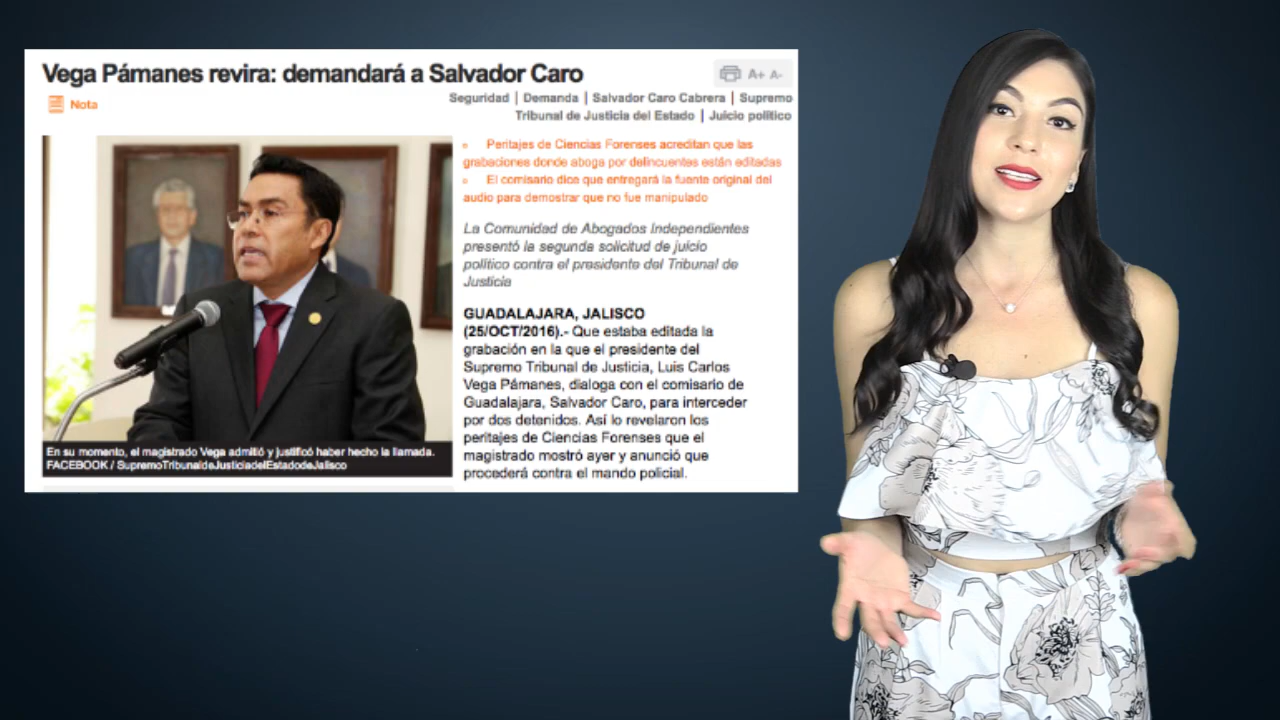 Vega Pámanes revira: demandará a Salvador Caro
A+ A-
Nota
Seguridad | Demanda | Salvador Caro Cabrera | Supremo
Tribunal de Justicia del Estado | Juicio político
Peritajes de Ciencias Forenses acreditan que las
grabaciones donde aboga por delincuentes están editadas
El comisario dice que entregará la fuente original del
audio para demostrar que no fue manipulado
La Comunidad de Abogados Independientes
presentó la segunda solicitud de juicio
político contra el presidente del Tribunal de
Justicia
GUADALAJARA, JALISCO
(25/OCT/2016).- Que estaba editada la
grabación en la que el presidente del
Supremo Tribunal de Justicia, Luis Carlos
Vega Pámanes, dialoga con el comisario de
Guadalajara, Salvador Caro, para interceder
por dos detenidos. Así lo revelaron los
peritajes de Ciencias Forenses que el
magistrado mostró ayer y anunció que
procederá contra el mando policial.
En su momento, el magistrado Vega admitió y justificó haber hecho la llamada.
FACEBOOK / SupremoTribunaldeJusticiadelEstadodeJalisco